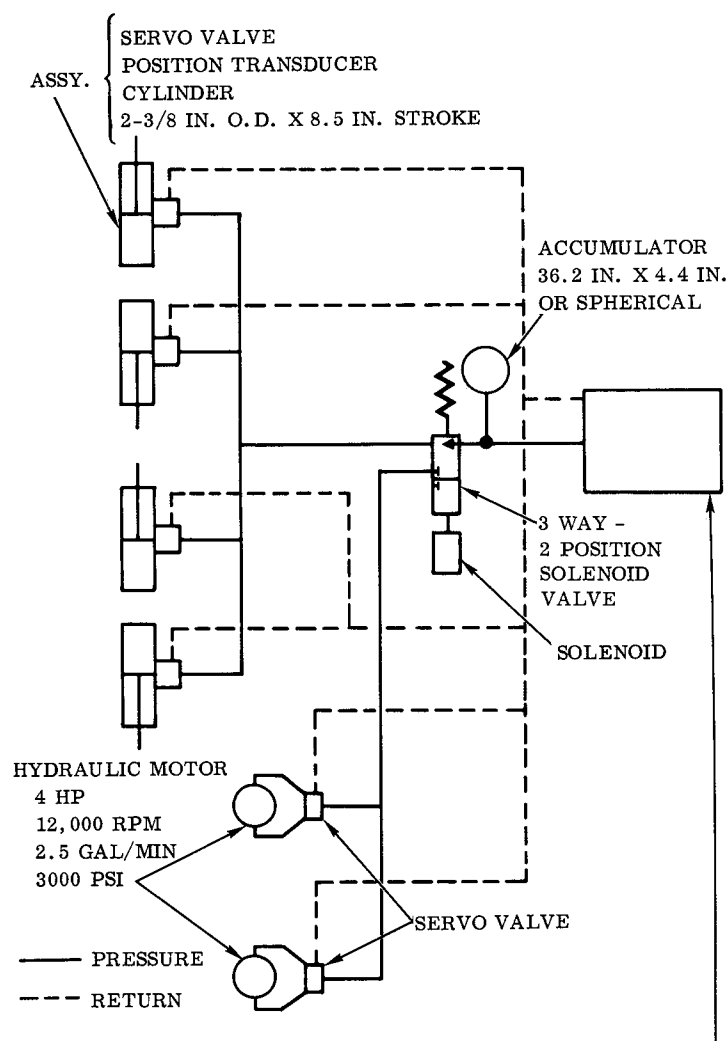 ASSY.
SERVO VALVE
POSITION TRANSDUCER
CYLINDER
2-3/8 IN. O.D. X 8.5 IN. STROKE
ACCUMULATOR
36.2 IN. X 4.4 IN.
OR SPHERICAL
3 WAY -
2 POSITION
SOLENOID
VALVE
SOLENOID
HYDRAULIC MOTOR
4 HP
12,000 RPM
2.5 GAL/MIN
3000 PSI
SERVO VALVE
PRESSURE
RETURN